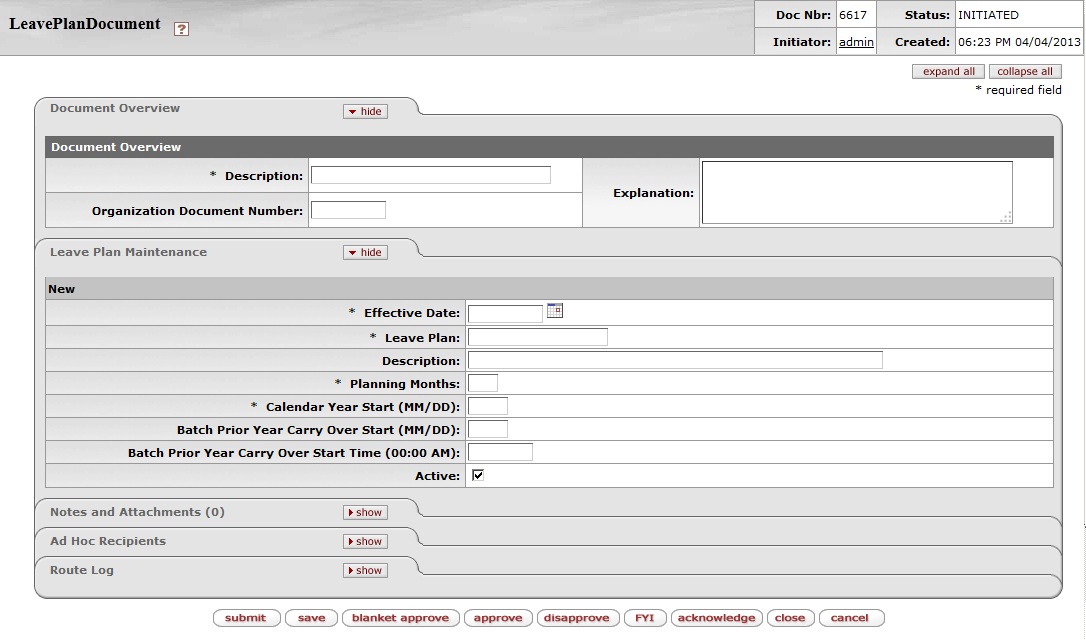 LeavePlanDocument ?
Doc Nbr: 6617 Status: INITIATED
Initiator: admin Created: 06:23 PM 04/04/2013
expand all collapse all
* required field
Document Overview hide
Document Overview
* Description:
Explanation:
Organization Document Number:
Leave Plan Maintenance hide
New
* Effective Date:
* Leave Plan:
Description:
* Planning Months:
* Calendar Year Start (MM/DD):
Batch Prior Year Carry Over Start (MM/DD):
Batch Prior Year Carry Over Start Time (00:00 AM):
Active:
Notes and Attachments (0) show
Ad Hoc Recipients show
Route Log show
submit save blanket approve approve disapprove FYI acknowledge close cancel